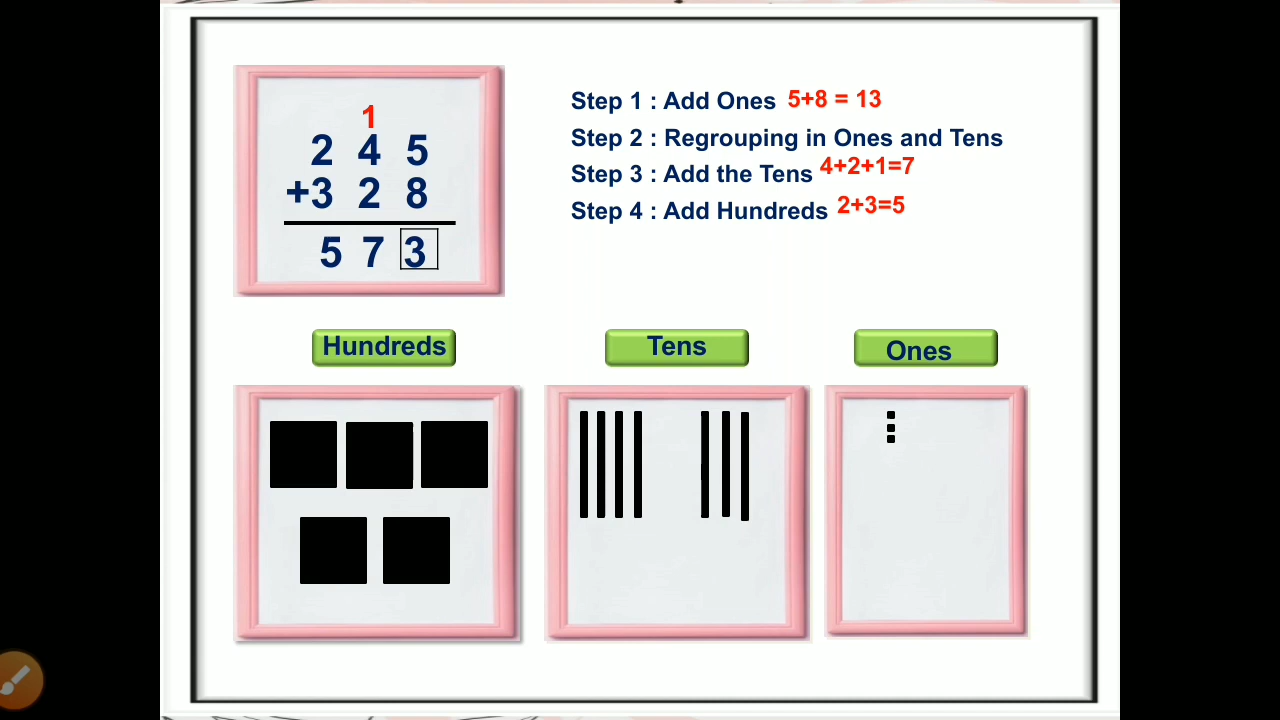 1
2 4 5
+3 2 8
5 7 3
Step 1 : Add Ones 5+8 = 13
Step 2 : Regrouping in Ones and Tens
Step 3 : Add the Tens 4+2+1=7
Step 4 : Add Hundreds 2+3=5
Hundreds
Tens
Ones